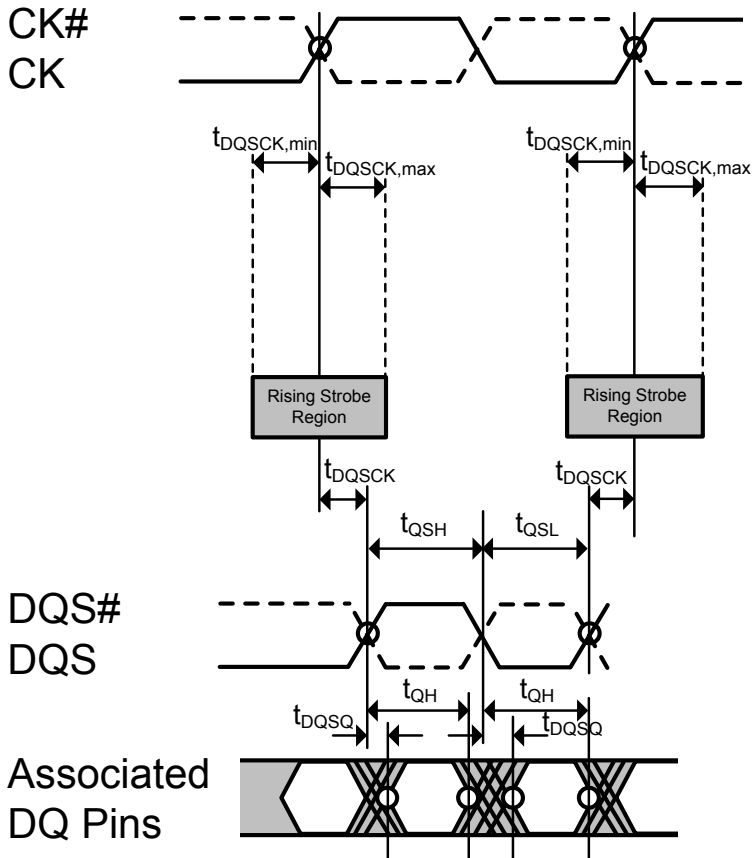 CK#
CK
tDQSCK,min
tDQSCK,max
tDQSCK,min
tDQSCK,max
Rising Strobe
Region
Rising Strobe
Region
tDQSCK
tDQSCK
tQSH
tQSL
DQS#
DQS
tQH
tQH
tDQSQ
tDQSQ
Associated
DQ Pins